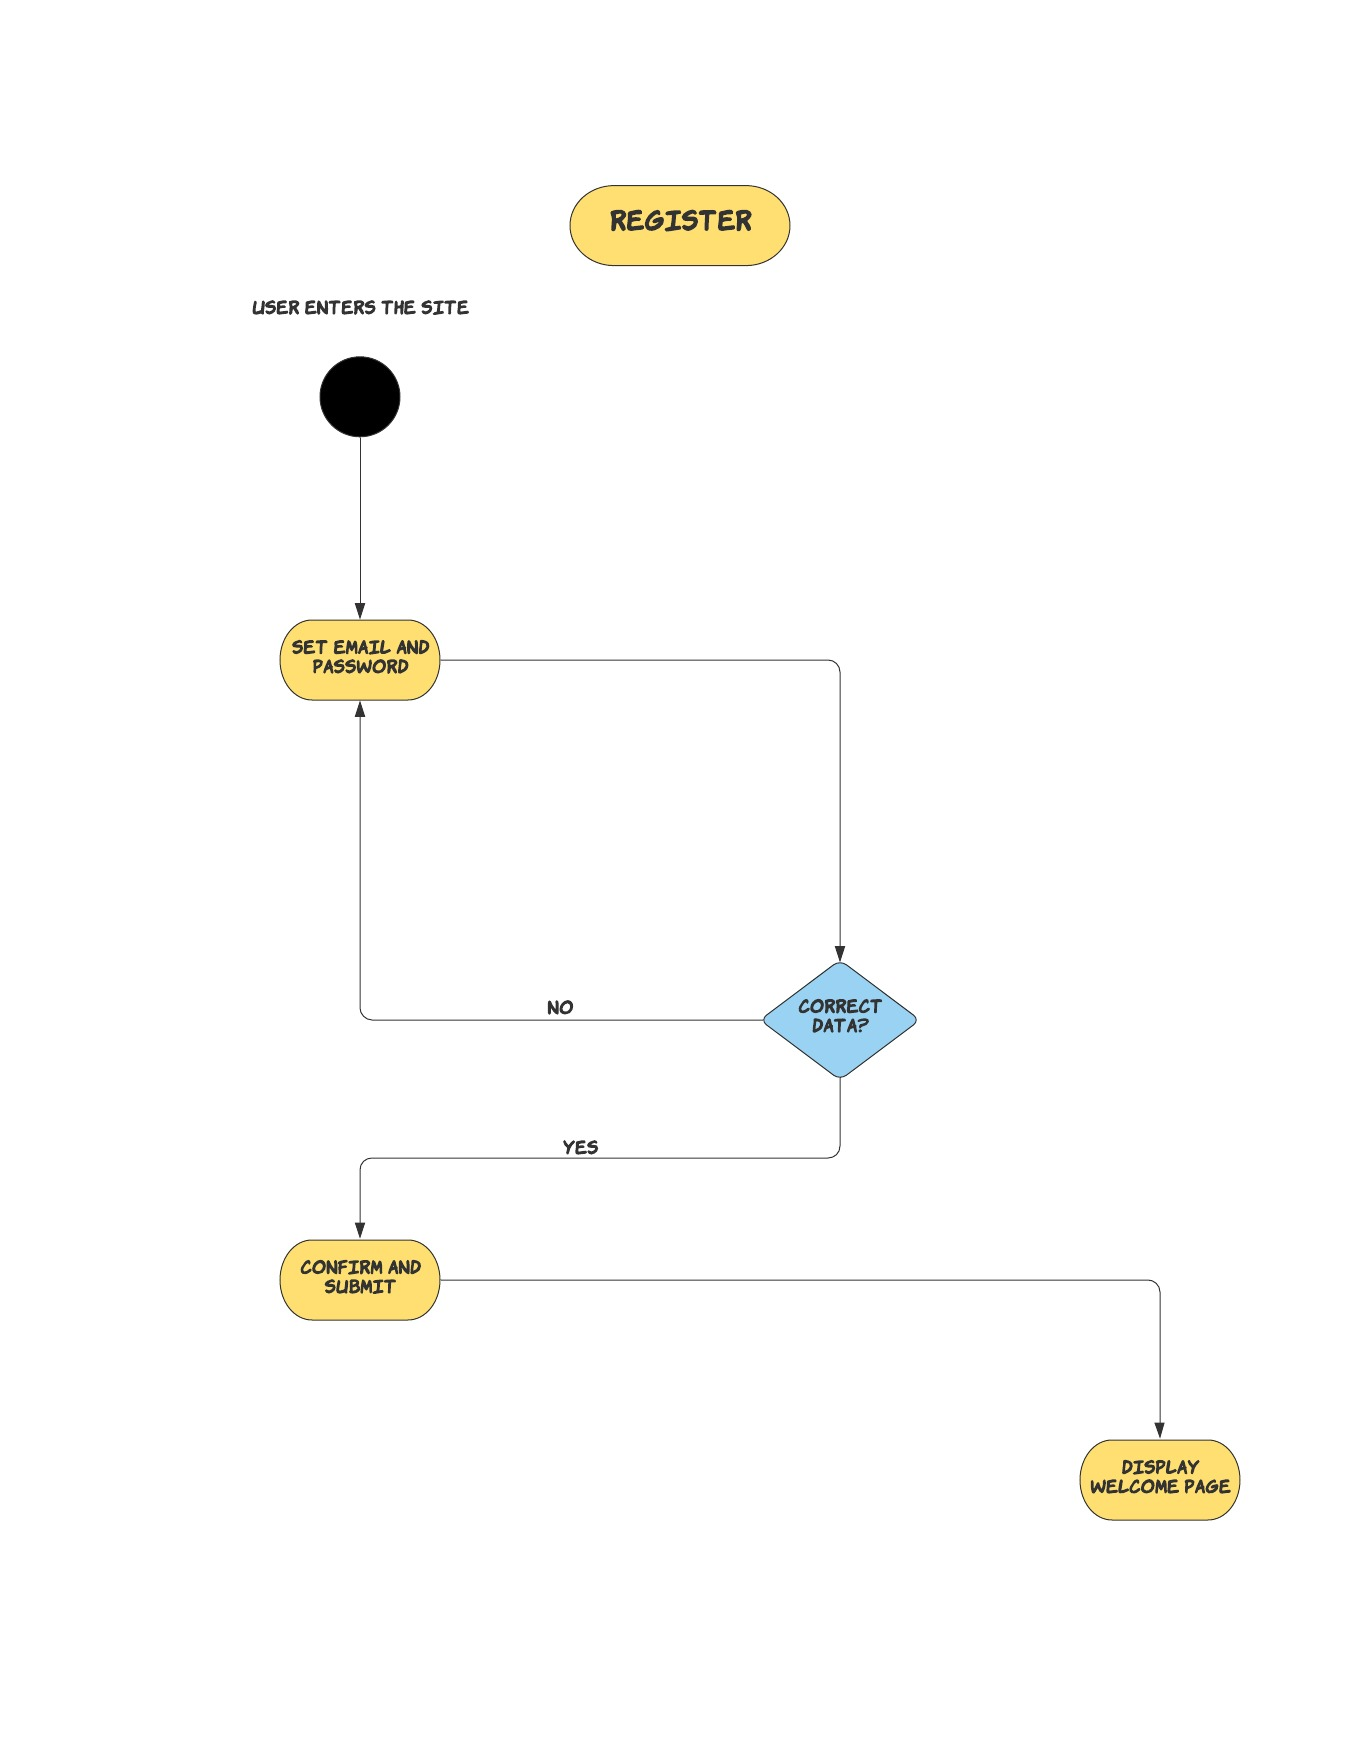 REGISTER
USER ENTERS THE SITE
SET EMAIL AND
PASSWORD
CORRECT
DATA?
NO
YES
CONFIRM AND
SUBMIT
DISPLAY
WELCOME PAGE